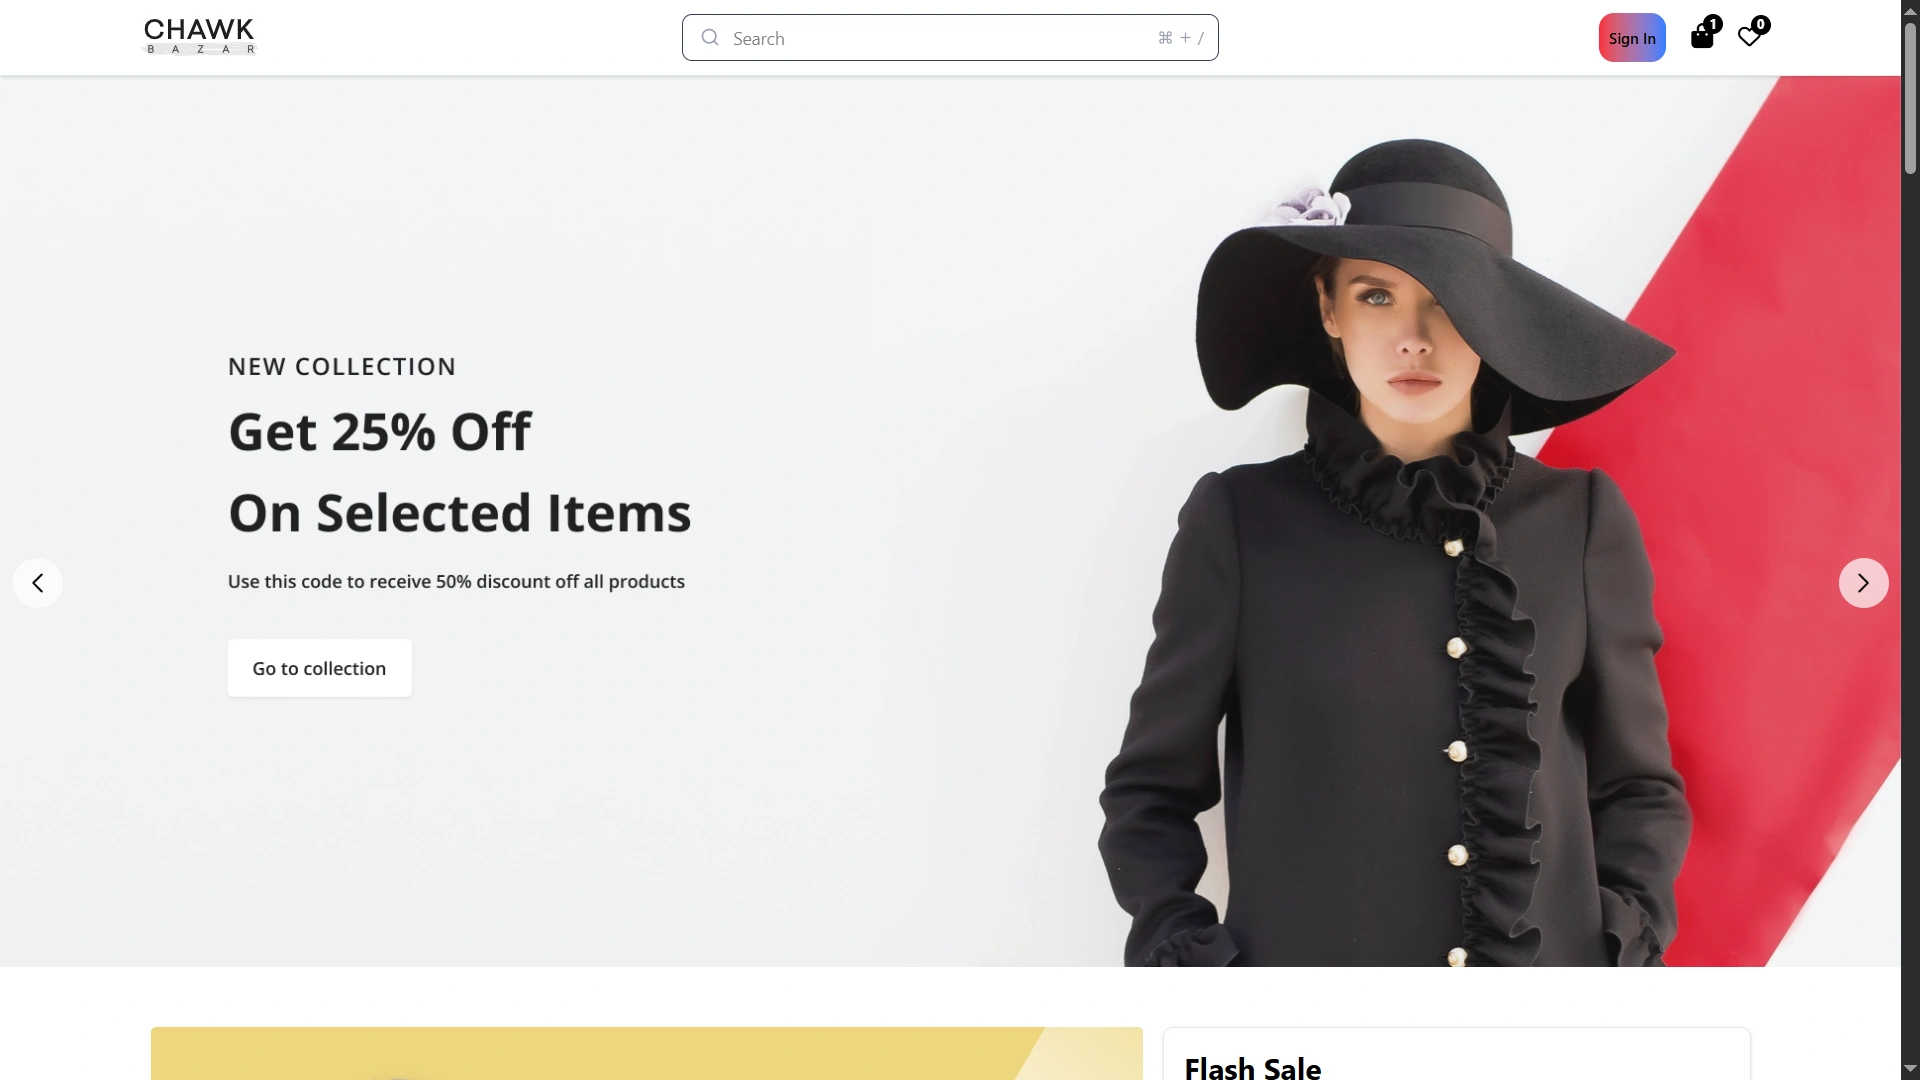 CHAWK
BAZAR
Search
⌘ + /
Sign In
1
0
NEW COLLECTION
Get 25% Off
On Selected Items
Use this code to receive 50% discount off all products
Go to collection
Flash Sale